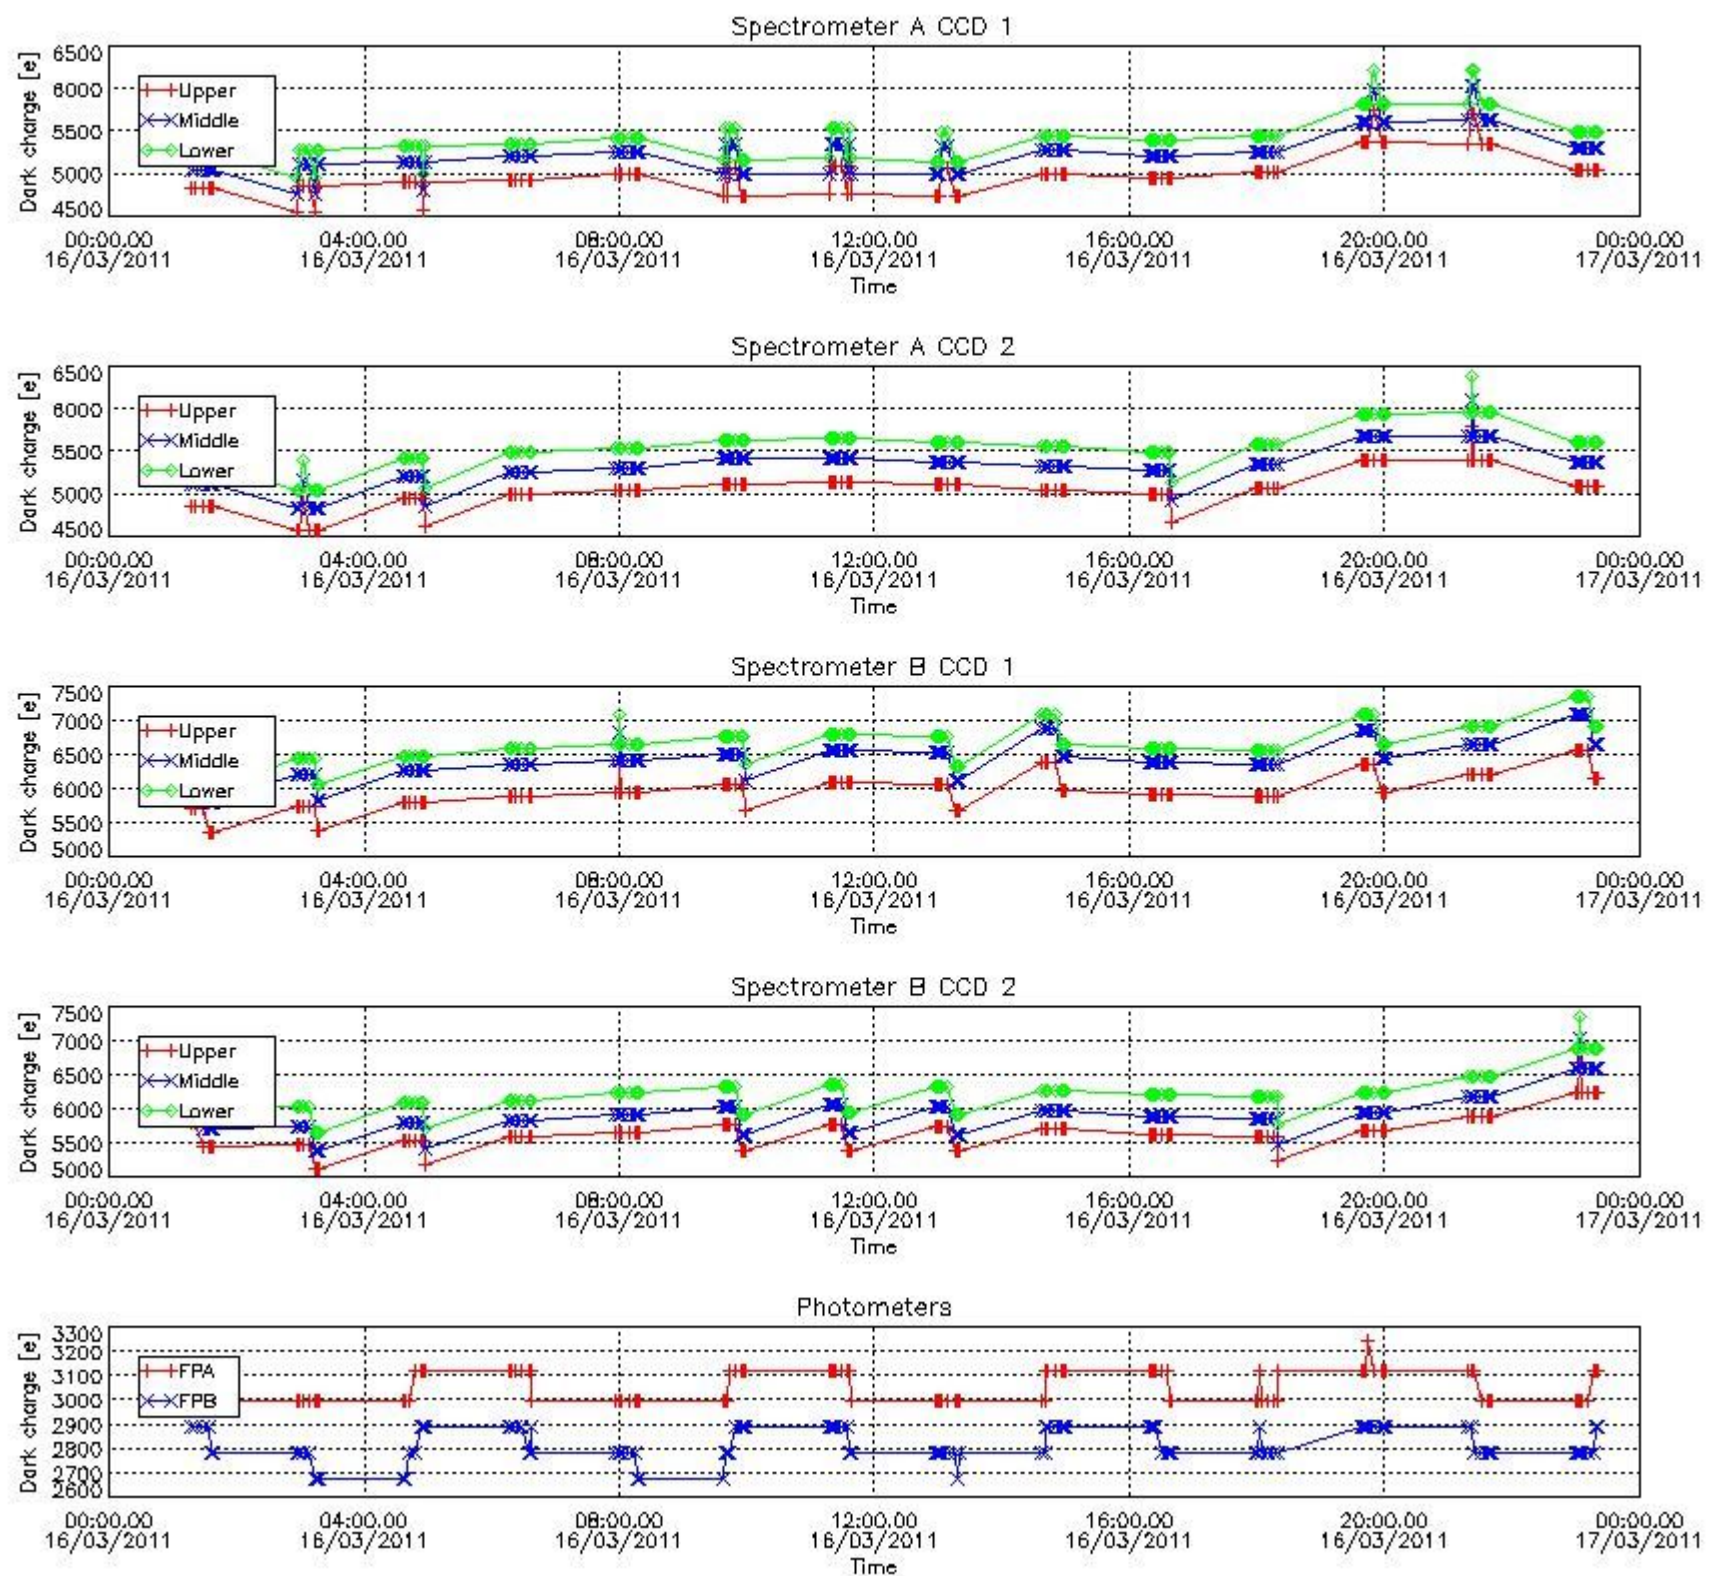 Spectrometer A CCD 1
Dark charge [e]
6500
6000
5500
5000
4500
Upper
Middle
Lower
00:00.00 04:00.00 08:00.00 12:00.00 16:00.00 20:00.00 00:00.00
16/03/2011 16/03/2011 16/03/2011 16/03/2011 16/03/2011 16/03/2011 17/03/2011
Time
Spectrometer A CCD 2
Dark charge [e]
6500
6000
5500
5000
4500
Upper
Middle
Lower
00:00.00 04:00.00 08:00.00 12:00.00 16:00.00 20:00.00 00:00.00
16/03/2011 16/03/2011 16/03/2011 16/03/2011 16/03/2011 16/03/2011 17/03/2011
Time
Spectrometer B CCD 1
Dark charge [e]
7500
7000
6500
6000
5500
5000
Upper
Middle
Lower
00:00.00 04:00.00 08:00.00 12:00.00 16:00.00 20:00.00 00:00.00
16/03/2011 16/03/2011 16/03/2011 16/03/2011 16/03/2011 16/03/2011 17/03/2011
Time
Spectrometer B CCD 2
Dark charge [e]
7500
7000
6500
6000
5500
5000
Upper
Middle
Lower
00:00.00 04:00.00 08:00.00 12:00.00 16:00.00 20:00.00 00:00.00
16/03/2011 16/03/2011 16/03/2011 16/03/2011 16/03/2011 16/03/2011 17/03/2011
Time
Photometers
Dark charge [e]
3300
3200
3100
3000
2900
2800
2700
2600
FPA
FPB
00:00.00 04:00.00 08:00.00 12:00.00 16:00.00 20:00.00 00:00.00
16/03/2011 16/03/2011 16/03/2011 16/03/2011 16/03/2011 16/03/2011 17/03/2011
Time